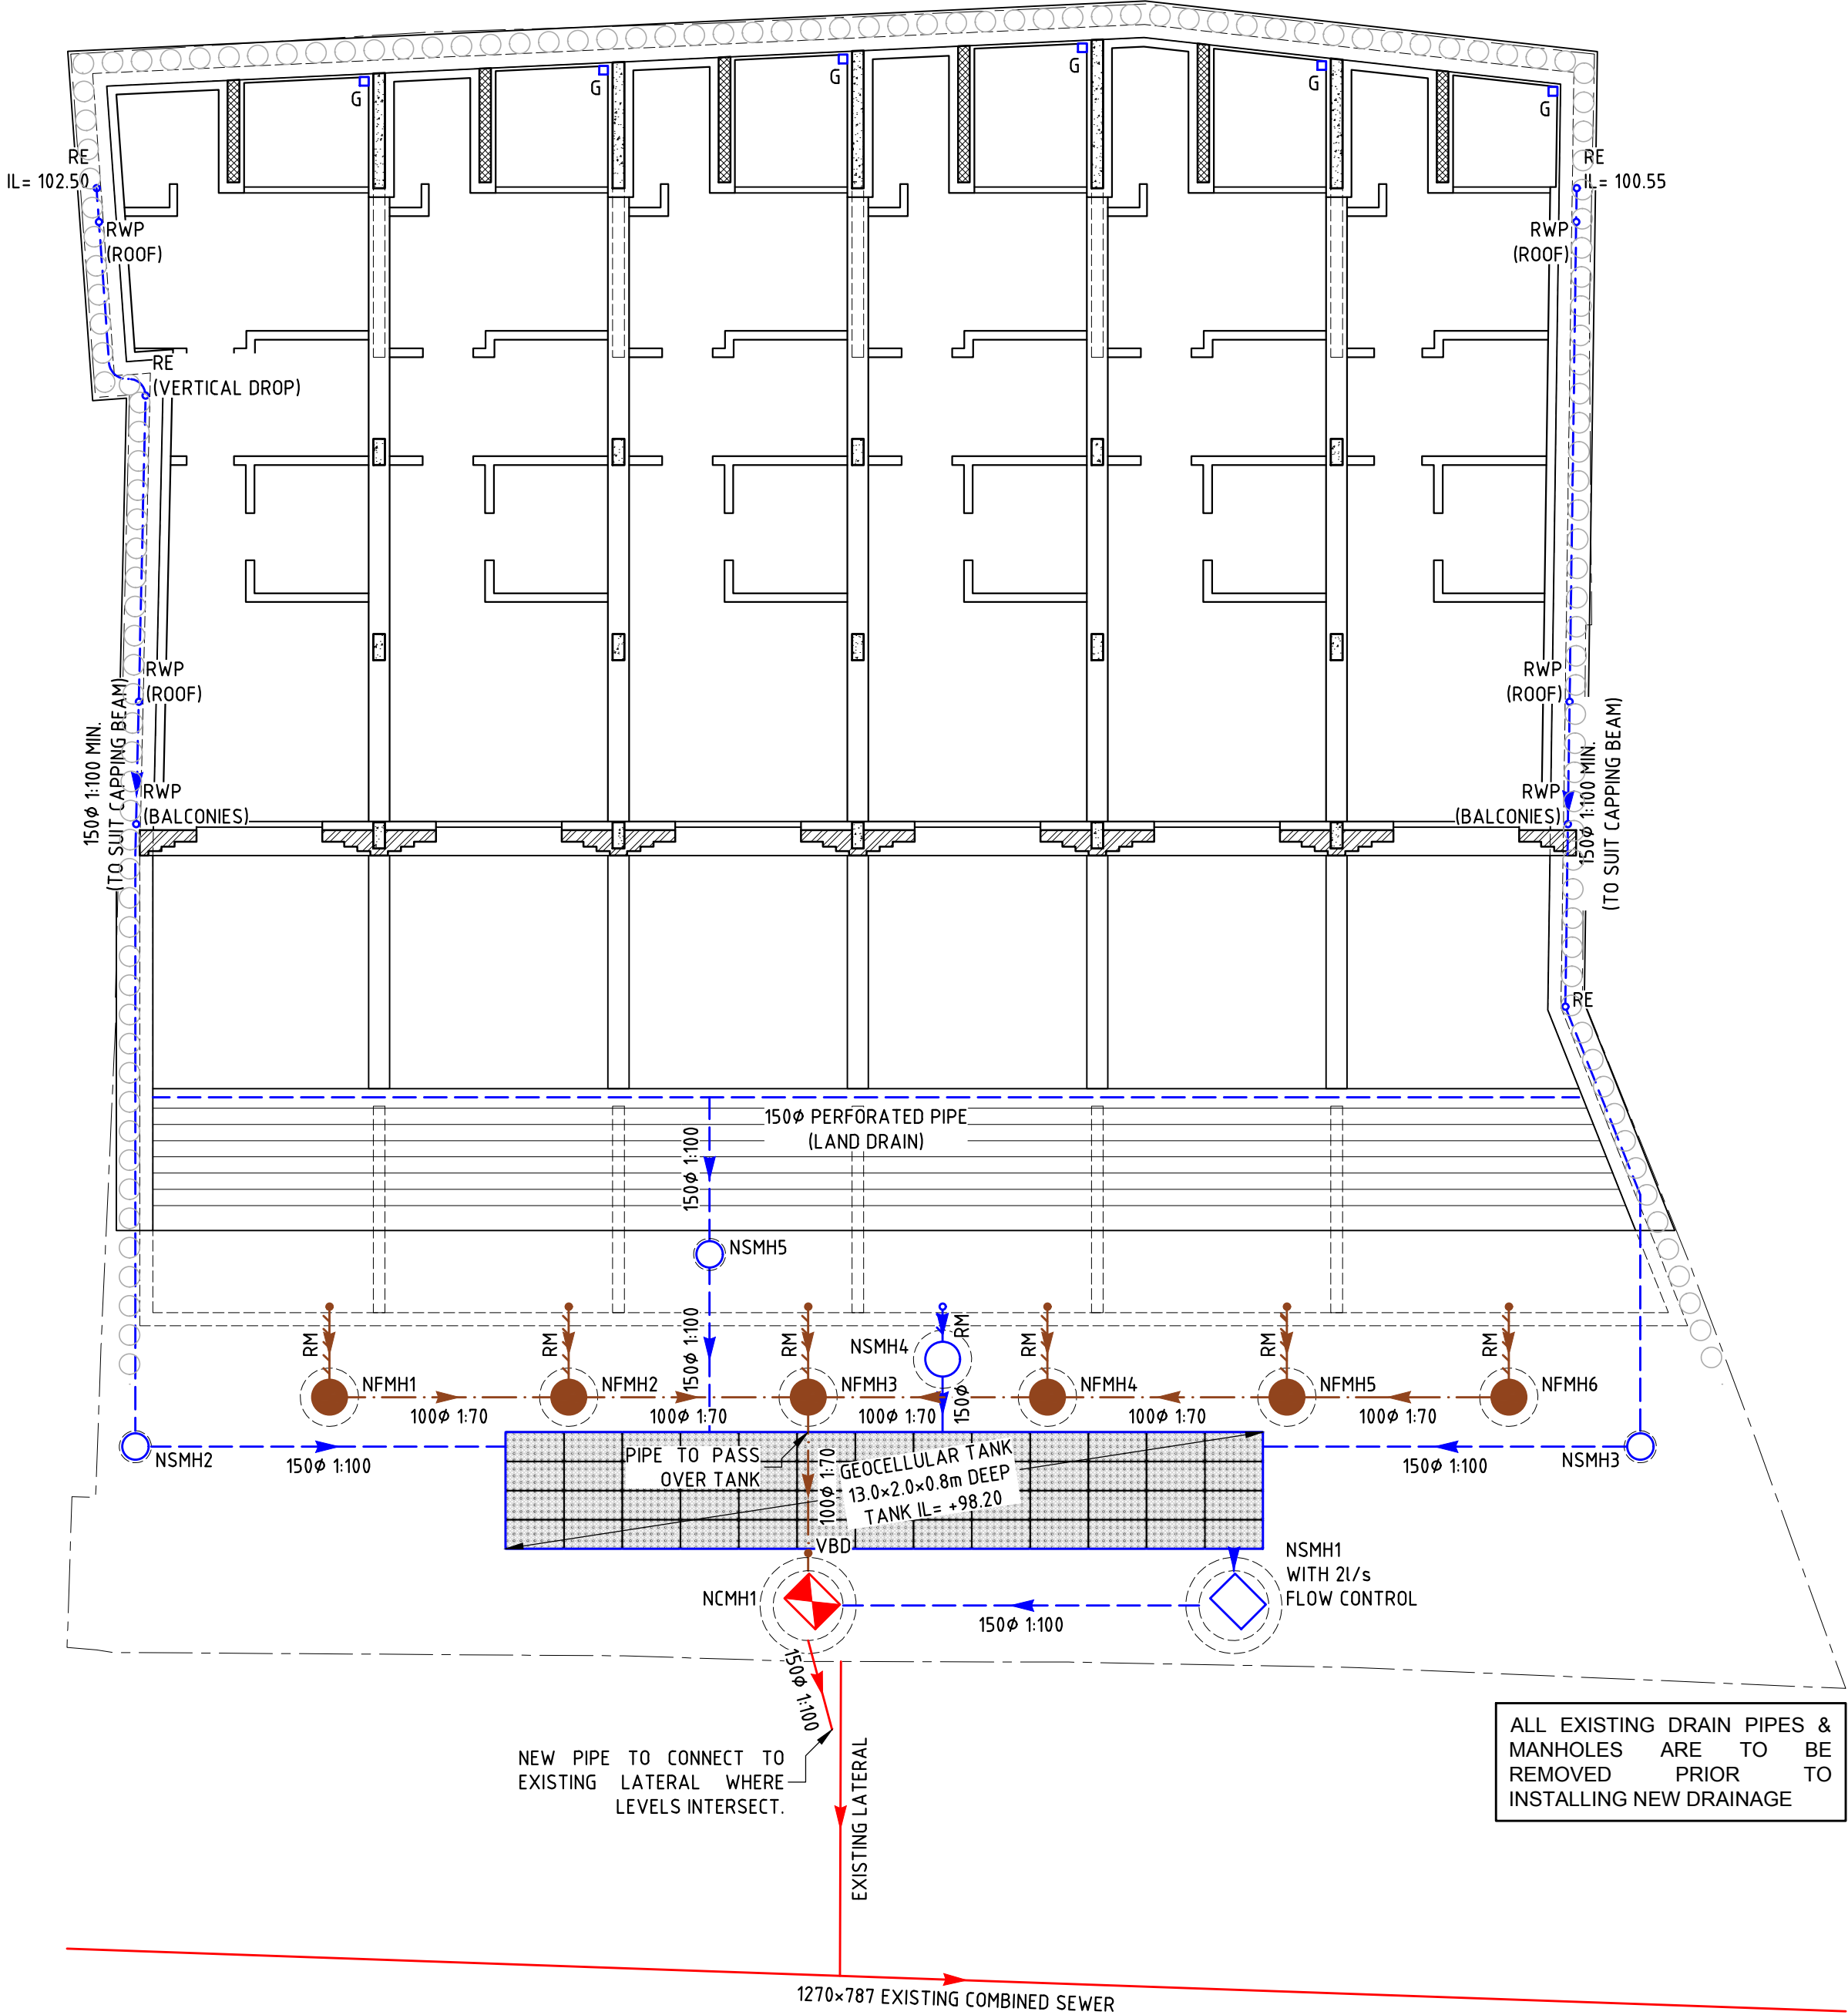 G
G
G
G
G
G
RE
IL= 102.50
RE
IL= 100.55
RWP
(ROOF)
RWP
(ROOF)
RE
(VERTICAL DROP)
RWP
(ROOF)
RWP
(ROOF)
150Ø 1:100 MIN.
(TO SUIT CAPPING BEAM)
150Ø 1:100 MIN.
(TO SUIT CAPPING BEAM)
RWP
(BALCONIES)
RWP
(BALCONIES)
RE
150Ø PERFORATED PIPE
(LAND DRAIN)
150Ø 1:100
NSMH5
150Ø 1:100
RM
RM
RM
RM
RM
RM
RM
NSMH4
NFMH1
NFMH2
NFMH3
NFMH4
NFMH5
NFMH6
100Ø 1:70
100Ø 1:70
100Ø 1:70
150Ø
100Ø 1:70
100Ø 1:70
NSMH2
150Ø 1:100
PIPE TO PASS
OVER TANK
100Ø 1:70
GEOCELLULAR TANK
13.0×2.0×0.8m DEEP
TANK IL= +98.20
150Ø 1:100
NSMH3
VBD
NCMH1
150Ø 1:100
NSMH1
WITH 2l/s
FLOW CONTROL
150Ø 1:100
NEW PIPE TO CONNECT TO
EXISTING LATERAL WHERE
LEVELS INTERSECT.
EXISTING LATERAL
ALL EXISTING DRAIN PIPES &
MANHOLES ARE TO BE
REMOVED PRIOR TO
INSTALLING NEW DRAINAGE
1270×787 EXISTING COMBINED SEWER